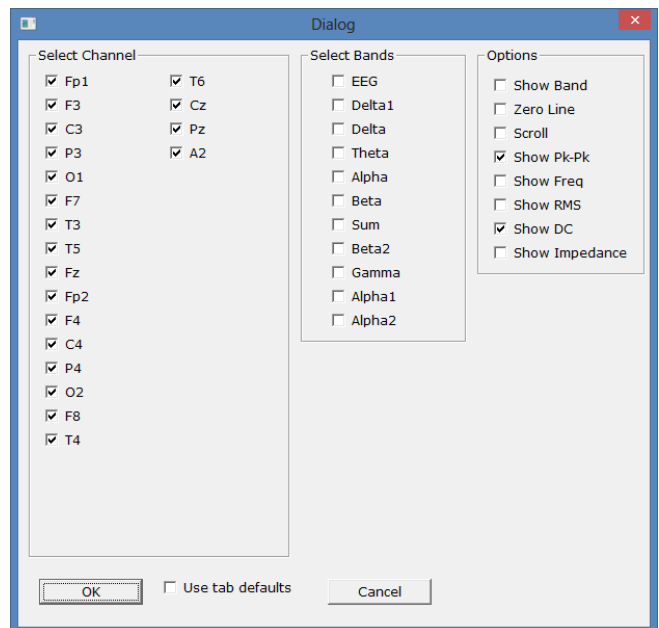 Dialog
Select Channel
Fp1
F3
C3
P3
O1
F7
T3
T5
Fz
Fp2
F4
C4
P4
O2
F8
T4
T6
Cz
Pz
A2
Select Bands
EEG
Delta1
Delta
Theta
Alpha
Beta
Sum
Beta2
Gamma
Alpha1
Alpha2
Options
Show Band
Zero Line
Scroll
Show Pk-Pk
Show Freq
Show RMS
Show DC
Show Impedance
OK
Use tab defaults
Cancel